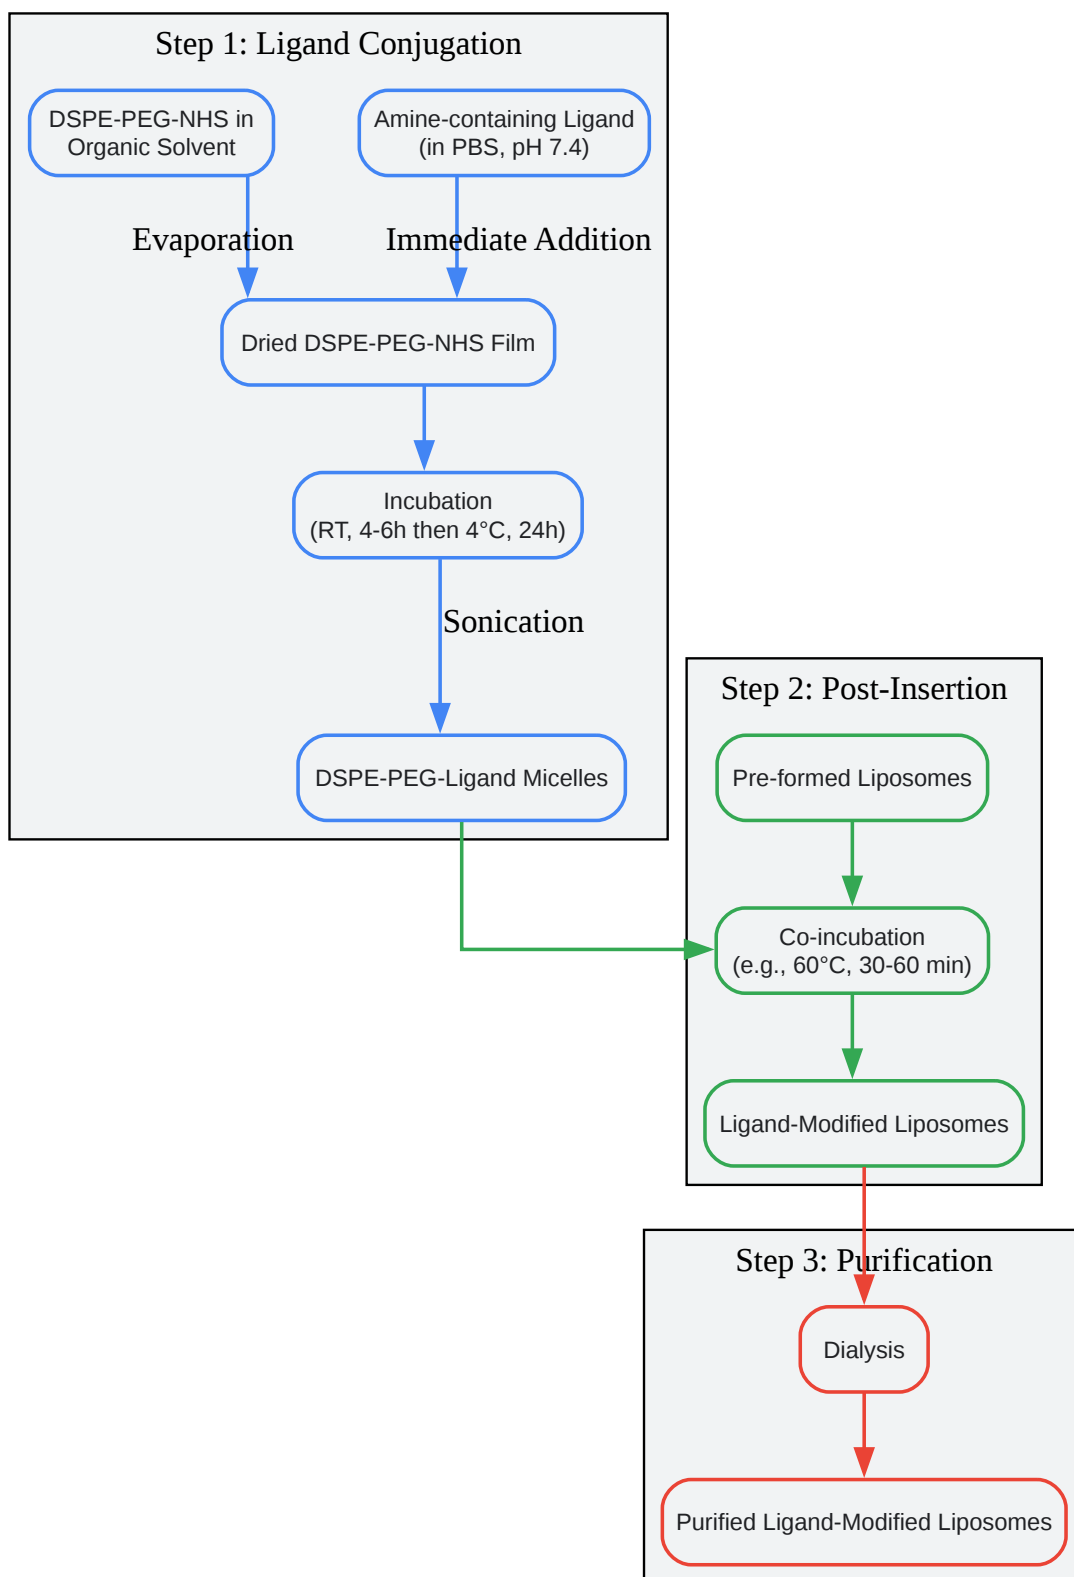 Step 1: Ligand Conjugation
DSPE-PEG-NHS in
Organic Solvent
Amine-containing Ligand
(in PBS, pH 7.4)
Evaporation
Immediate Addition
Dried DSPE-PEG-NHS Film
Incubation
(RT, 4-6h then 4°C, 24h)
Sonication
DSPE-PEG-Ligand Micelles
Step 2: Post-Insertion
Pre-formed Liposomes
Co-incubation
(e.g., 60°C, 30-60 min)
Ligand-Modified Liposomes
Step 3: Purification
Dialysis
Purified Ligand-Modified Liposomes